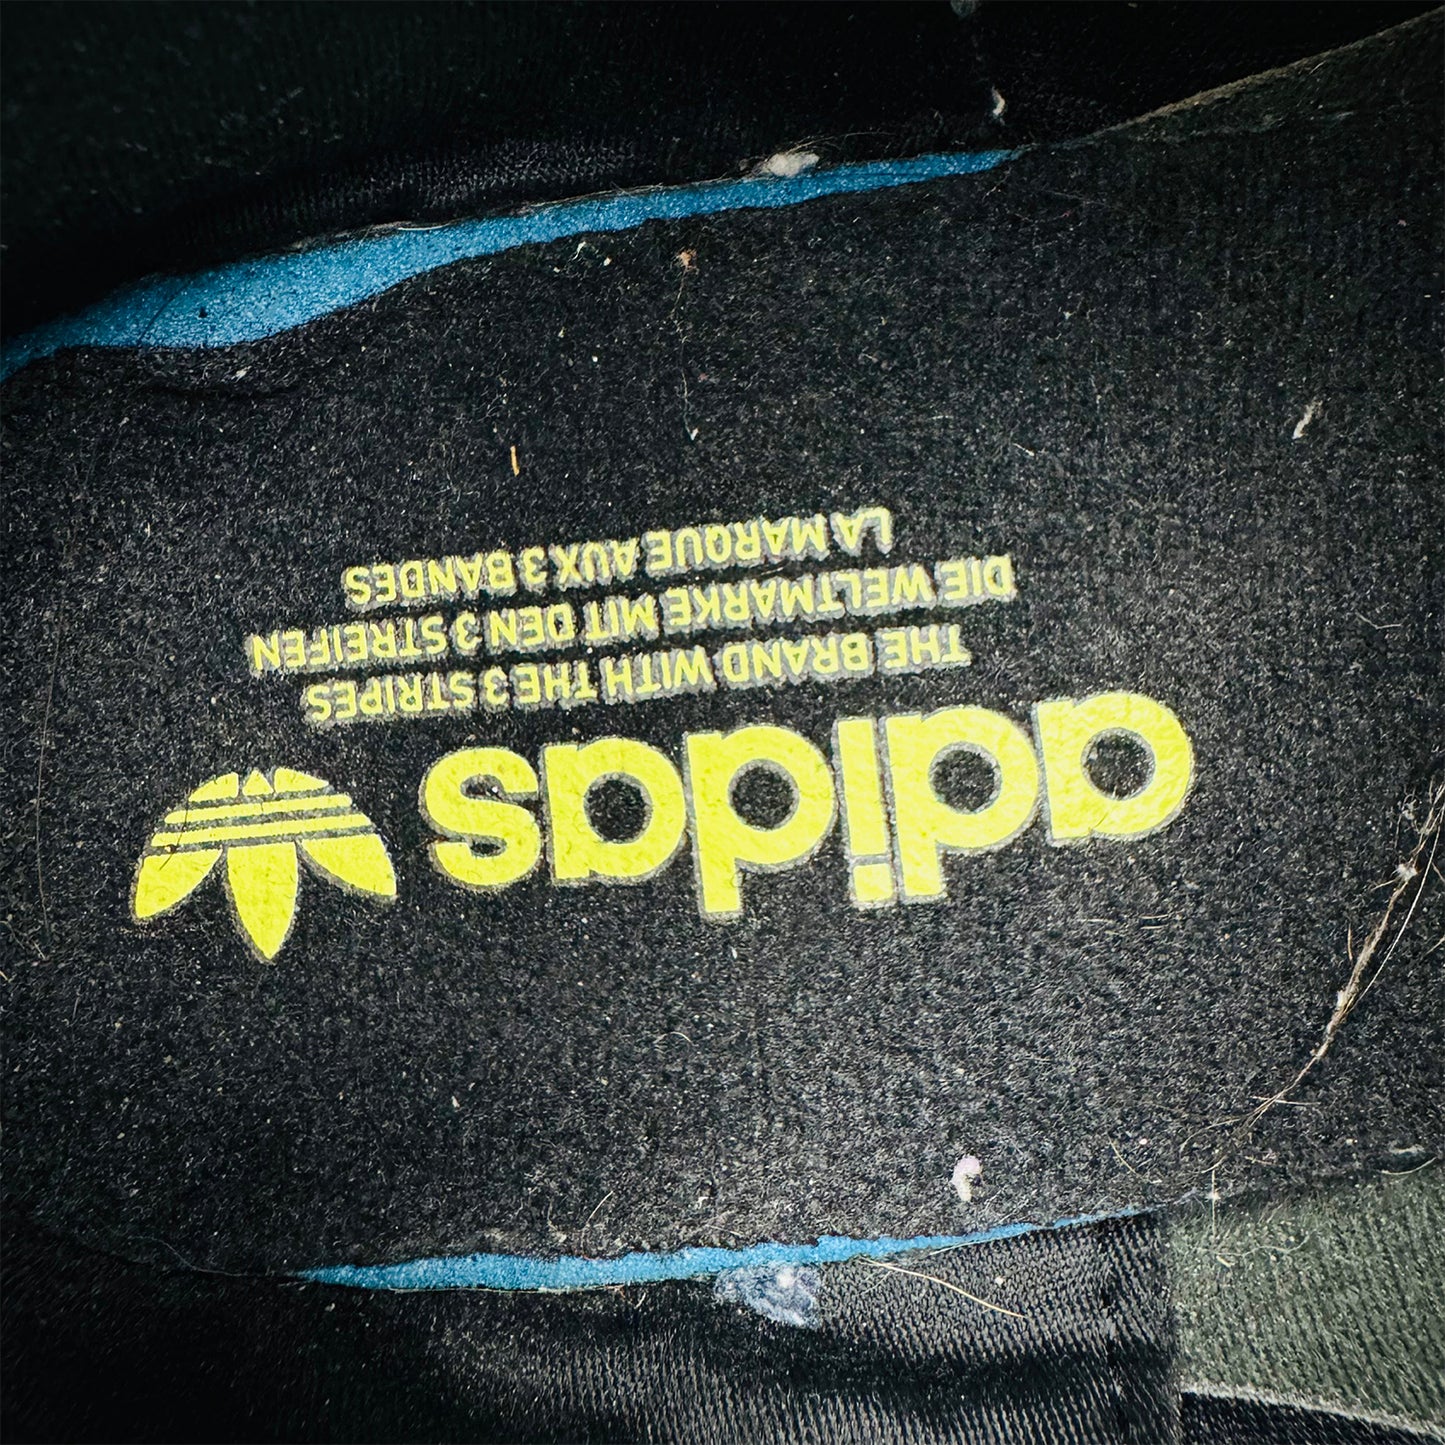 adidas
THE BRAND WITH THE 3 STRIPES
DIE WELTMARKE MIT DEN 3 STREIFEN
LA MARQUE AUX 3 BANDES